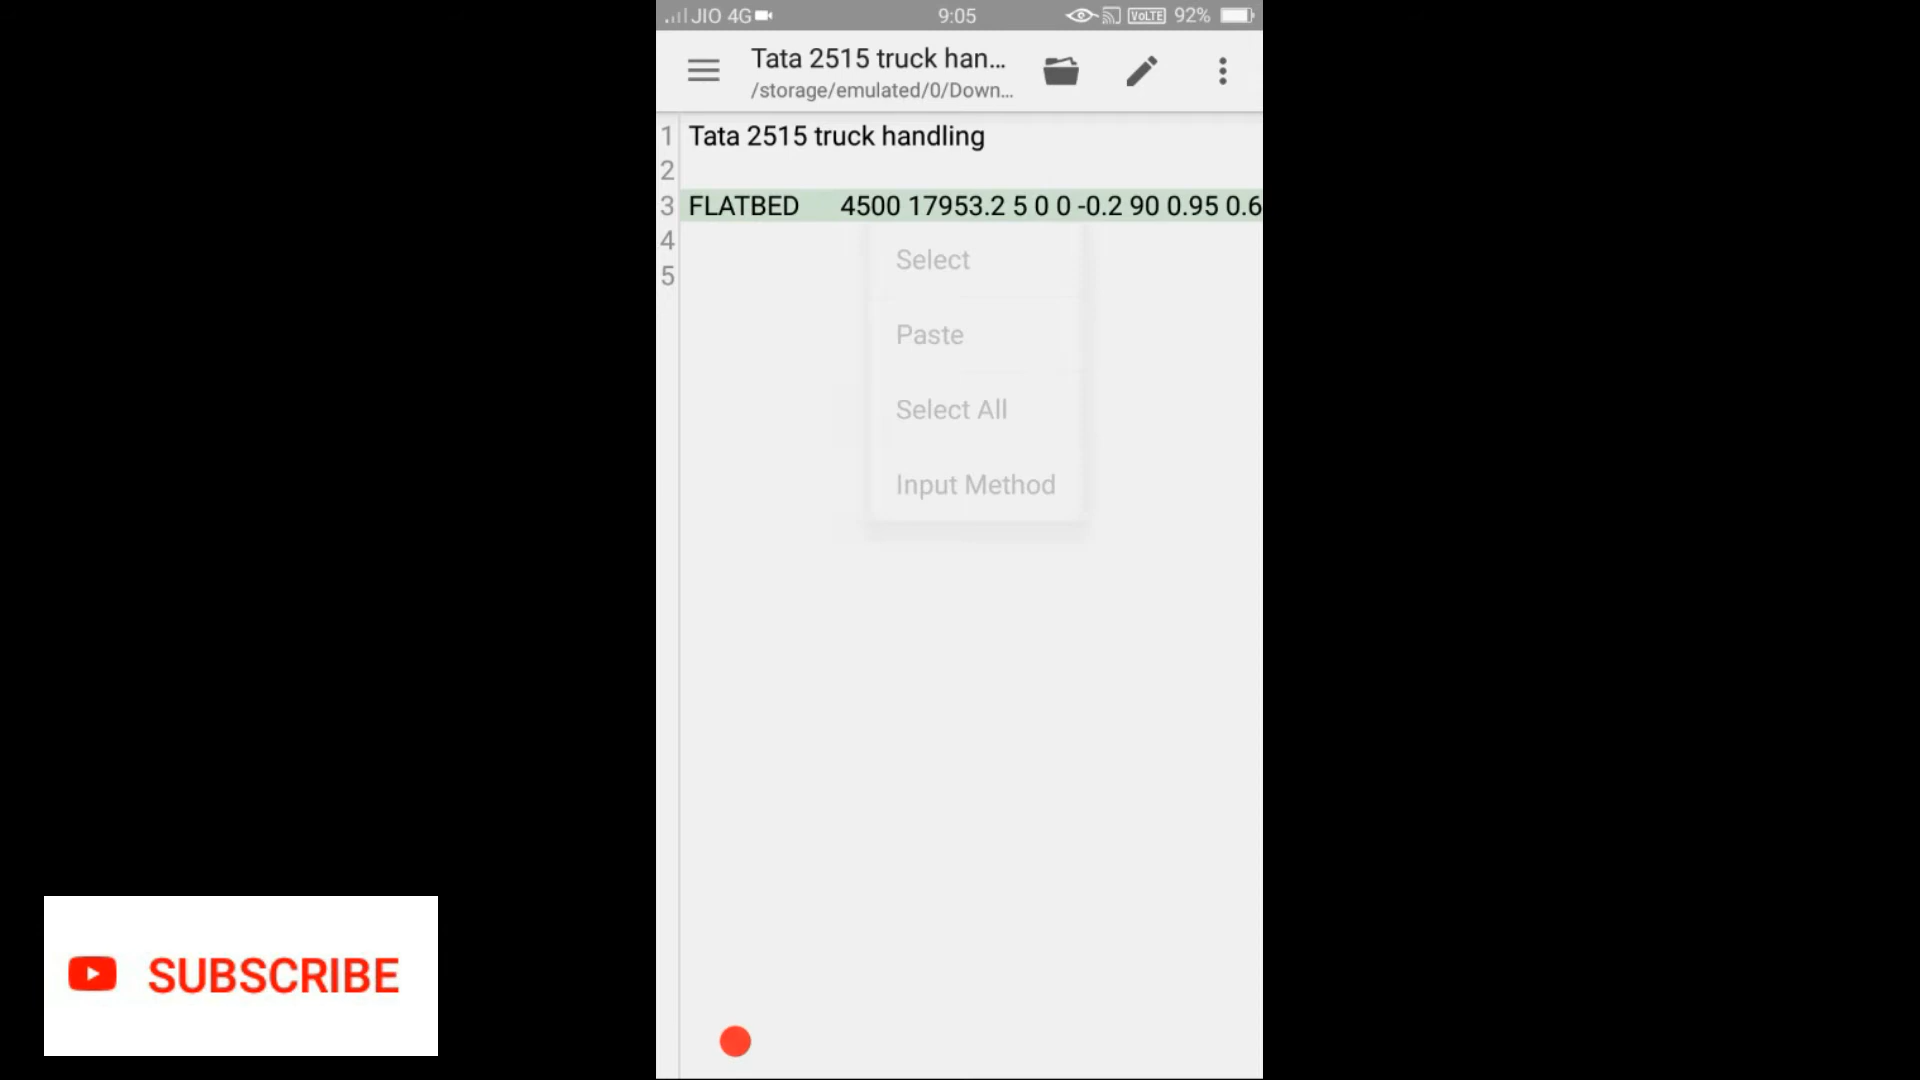 JIO 4G 9:05 VoLTE 92%
Tata 2515 truck han...
/storage/emulated/0/Down...
1 Tata 2515 truck handling
2
3 FLATBED 4500 17953.2 5 0 0 -0.2 90 0.95 0.6
4
5
Select
Paste
Select All
Input Method
SUBSCRIBE